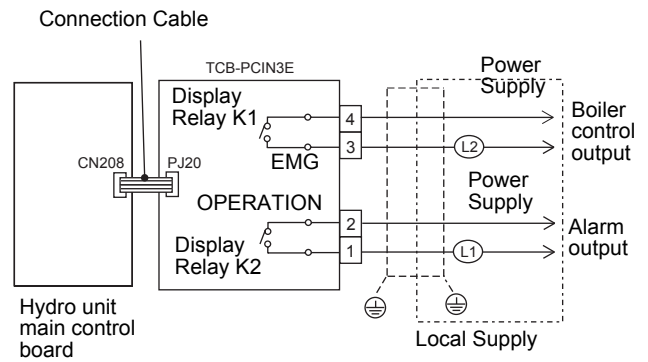 Connection Cable
TCB-PCIN3E
Power
Supply
Display
Relay K1
4
Boiler
control
output
3
L2
EMG
CN208
PJ20
Power
Supply
OPERATION
2
Alarm
output
Display
Relay K2
1
L1
Hydro unit
main control
board
Local Supply